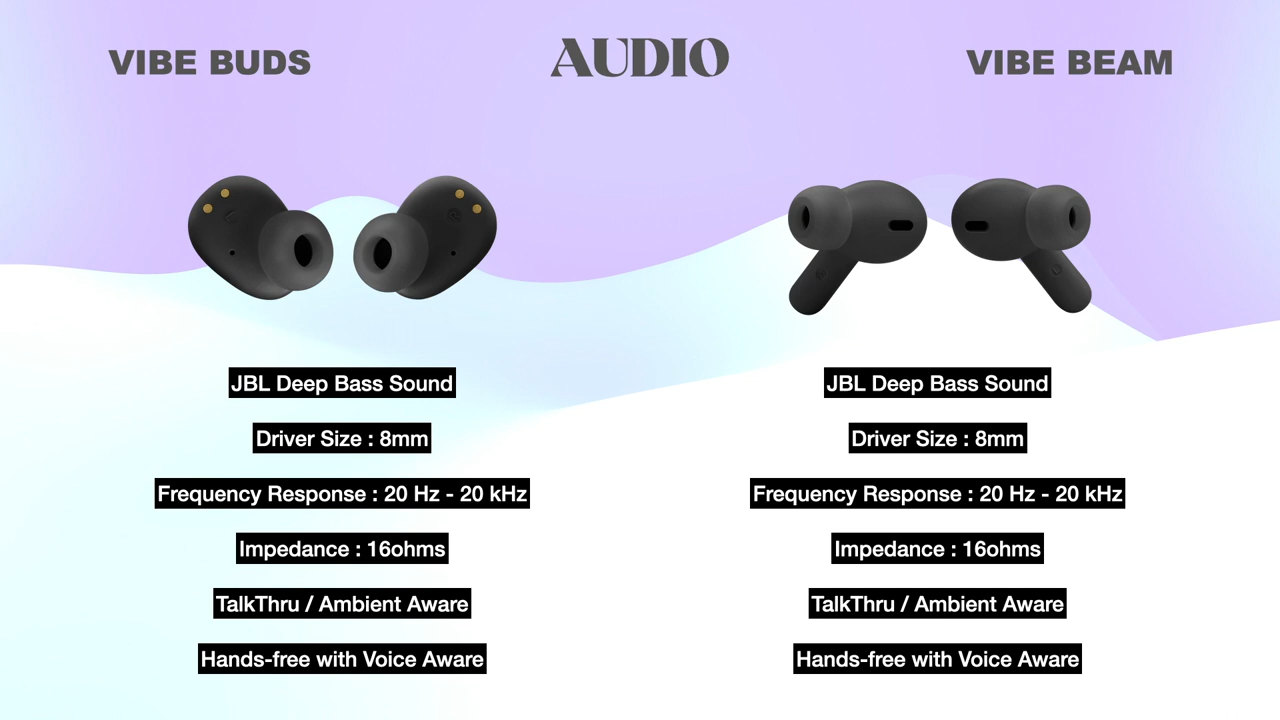 VIBE BUDS
AUDIO
VIBE BEAM
JBL Deep Bass Sound
Driver Size : 8mm
Frequency Response : 20 Hz - 20 kHz
Impedance : 16ohms
TalkThru / Ambient Aware
Hands-free with Voice Aware
JBL Deep Bass Sound
Driver Size : 8mm
Frequency Response : 20 Hz - 20 kHz
Impedance : 16ohms
TalkThru / Ambient Aware
Hands-free with Voice Aware